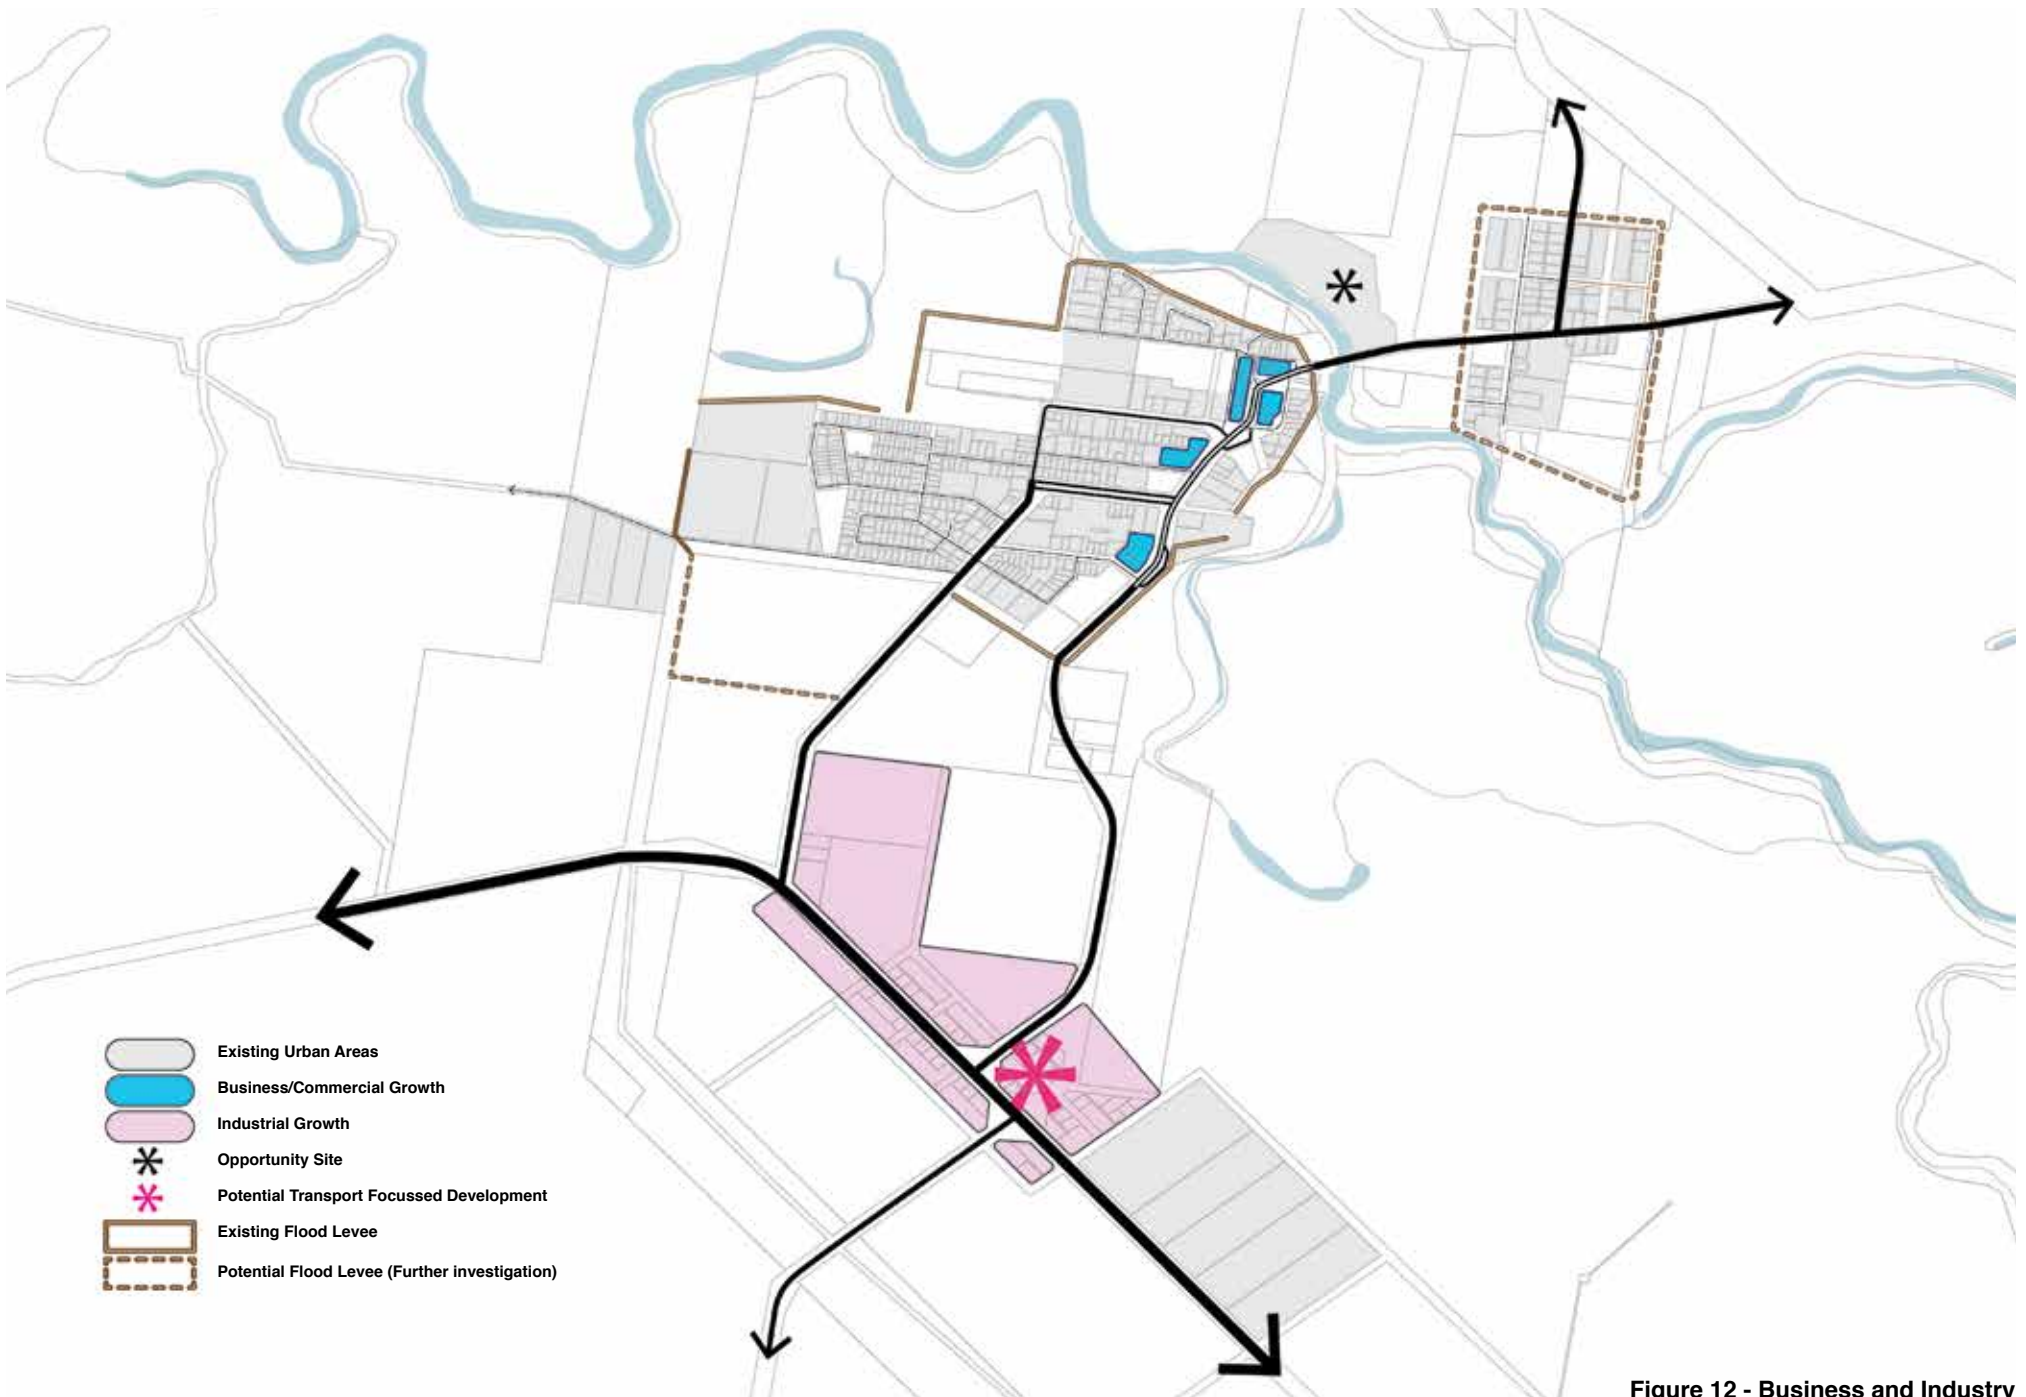 Existing Urban Areas
Business/Commercial Growth
Industrial Growth
Opportunity Site
Potential Transport Focussed Development
Existing Flood Levee
Potential Flood Levee (Further investigation)
Figure 12 - Business and Industry